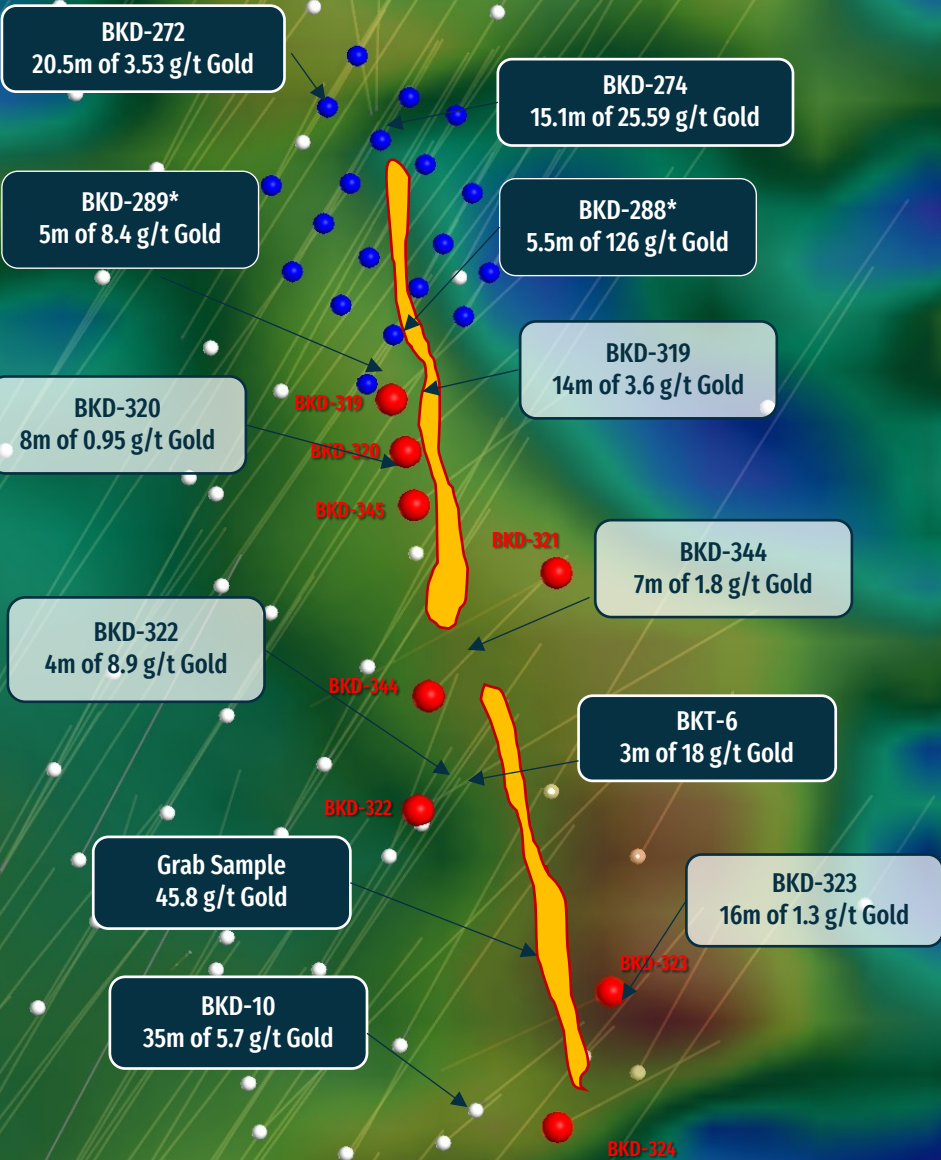 BKD-272
20.5m of 3.53 g/t Gold
BKD-274
15.1m of 25.59 g/t Gold
BKD-289*
5m of 8.4 g/t Gold
BKD-288*
5.5m of 126 g/t Gold
BKD-319
14m of 3.6 g/t Gold
BKD-319
BKD-320
8m of 0.95 g/t Gold
BKD-320
BKD-345
BKD-321
BKD-344
7m of 1.8 g/t Gold
BKD-322
4m of 8.9 g/t Gold
BKD-344
BKT-6
3m of 18 g/t Gold
BKD-322
Grab Sample
45.8 g/t Gold
BKD-323
16m of 1.3 g/t Gold
BKD-323
BKD-10
35m of 5.7 g/t Gold
BKD-324